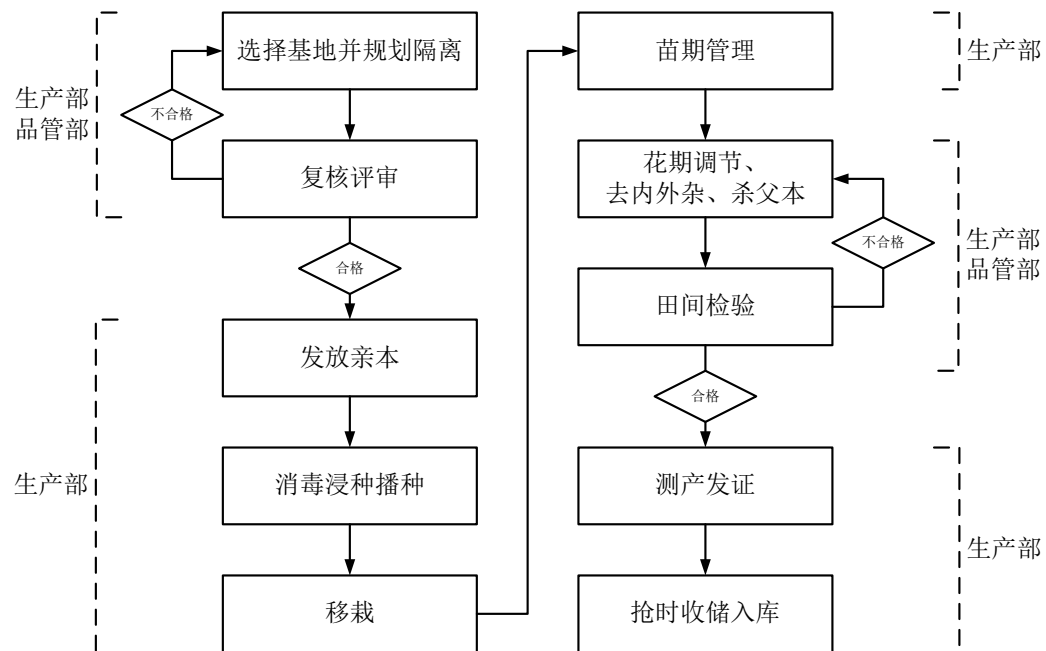 选择基地并规划隔离
不合格
生产部
品管部
复核评审
合格
发放亲本
消毒浸种播种
生产部
移栽
苗期管理
生产部
花期调节、
去内外杂、杀父本
不合格
生产部
品管部
田间检验
合格
测产发证
生产部
抢时收储入库